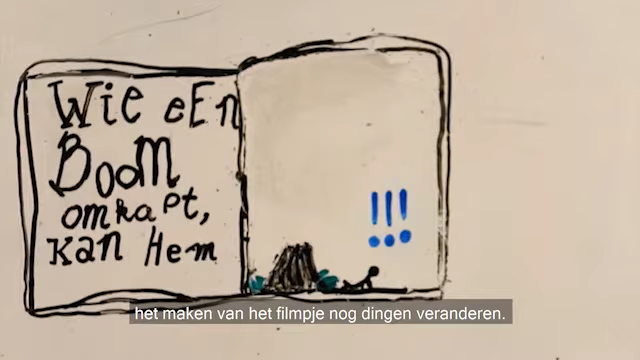 Wie eEn
BooM
omkaPt,
Kan Hem
!!!
het maken van het filmpje nog dingen veranderen.